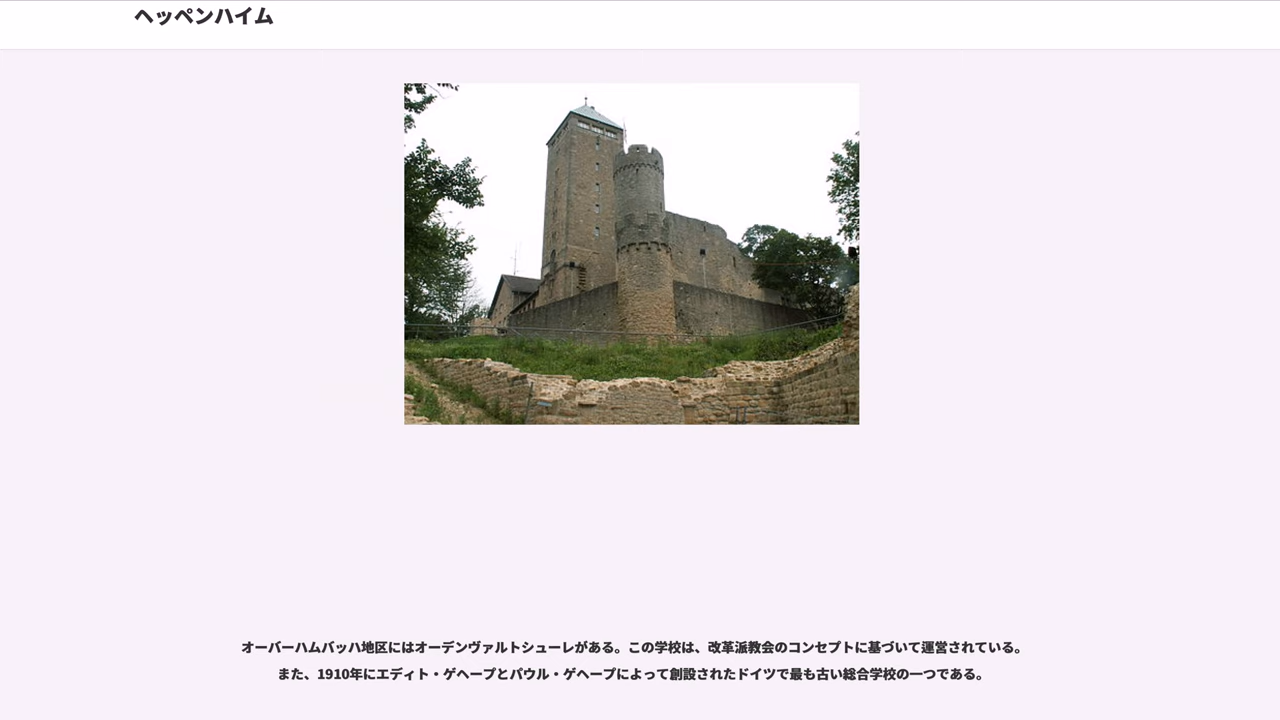 ヘッペンハイム
オーバーハムバッハ地区にはオーデンヴァルトシューレがある。この学校は、改革派教会のコンセプトに基づいて運営されている。
また、1910年にエディト・ゲヘープとパウル・ゲヘープによって創設されたドイツで最も古い総合学校の一つである。